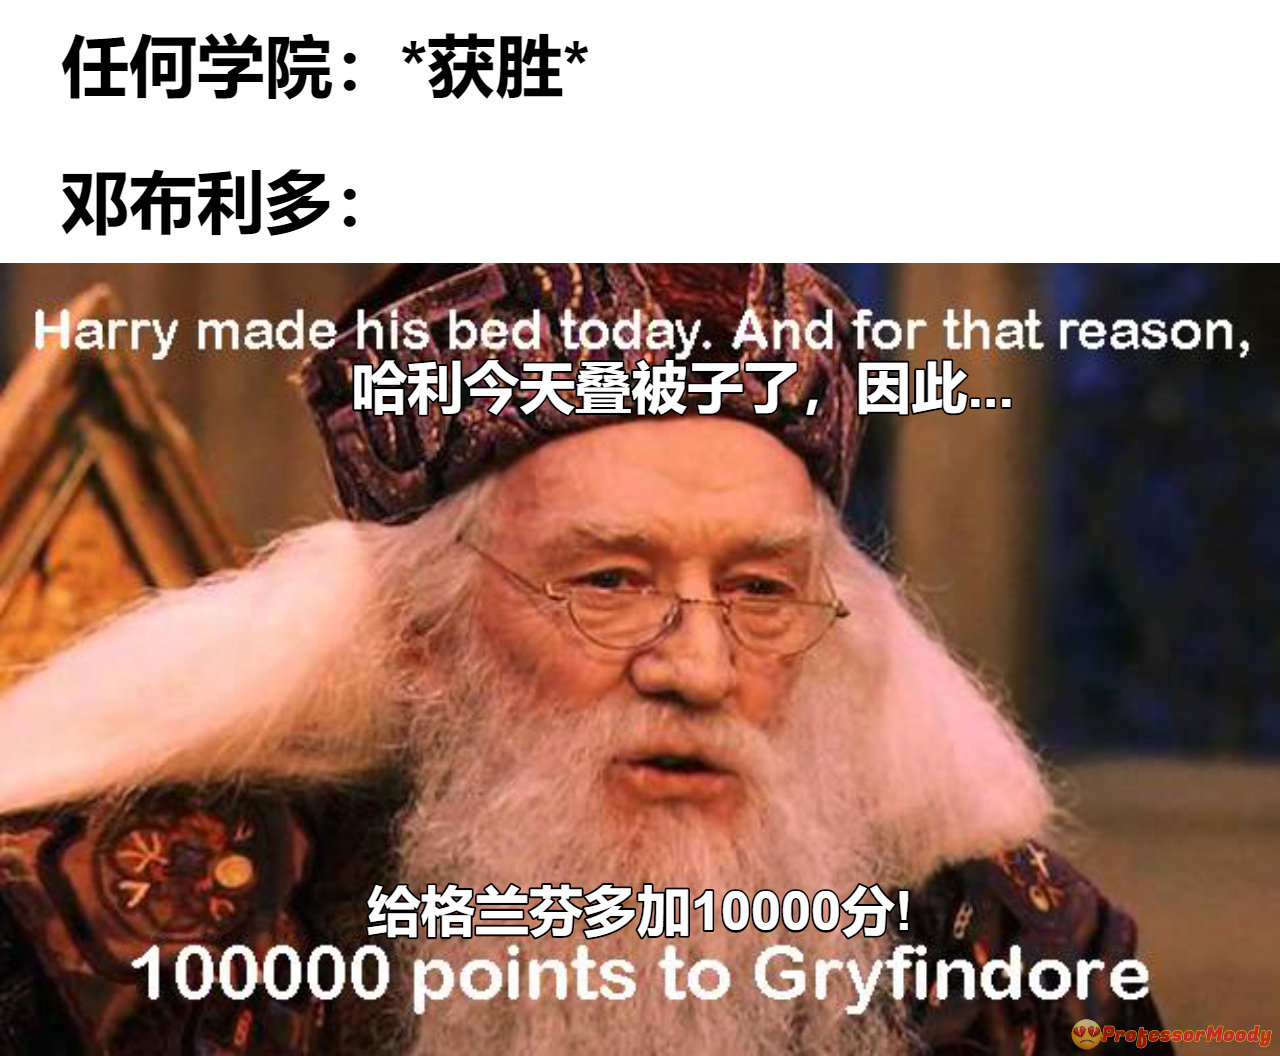 任何学院：*获胜*
邓布利多：
Harry made his bed today. And for that reason,
哈利今天叠被子了，因此...
给格兰芬多加10000分!
100000 points to Gryfindore
ProfessorMoody